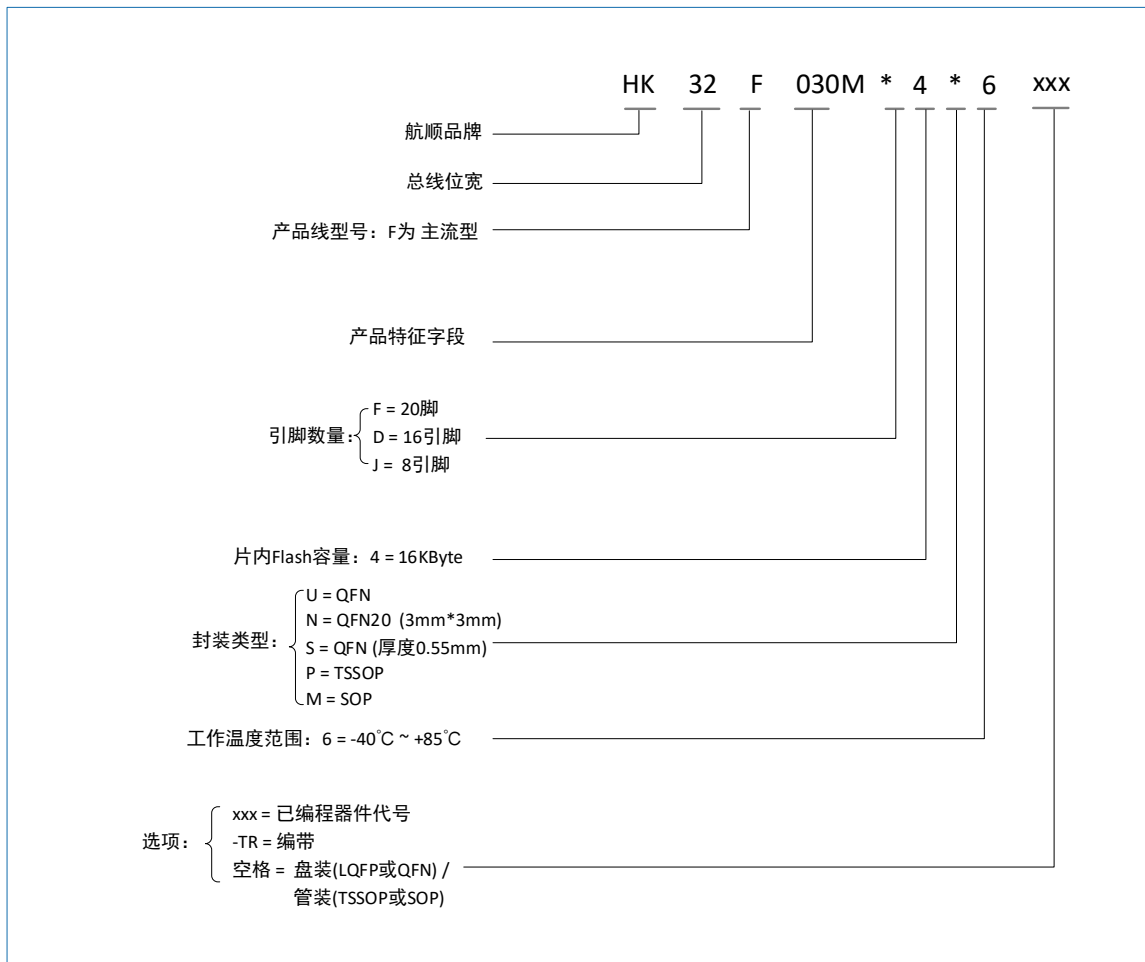 HK 32 F 030M * 4 * 6 xxx
航顺品牌
总线位宽
产品线型号：F为 主流型
产品特征字段
引脚数量：
F = 20脚
D = 16引脚
J = 8引脚
片内Flash容量：4 = 16KByte
封装类型：
U = QFN
N = QFN20 (3mm*3mm)
S = QFN (厚度0.55mm)
P = TSSOP
M = SOP
工作温度范围：6 = -40℃ ~ +85℃
选项：
xxx = 已编程器件代号
-TR = 编带
空格 = 盘装(LQFP或QFN) /
管装(TSSOP或SOP)